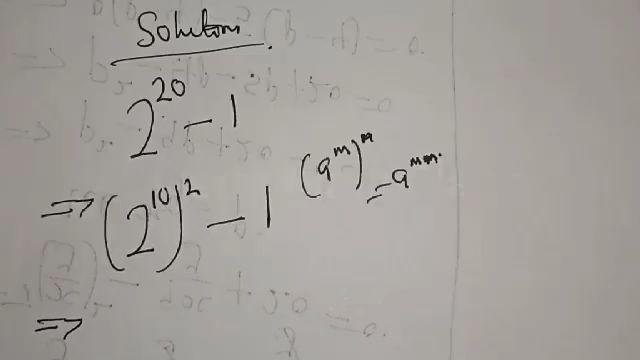 Solution
2^20 - 1
⇒ (2^10)^2 - 1
(a^m)^n
= a^mn.
⇒